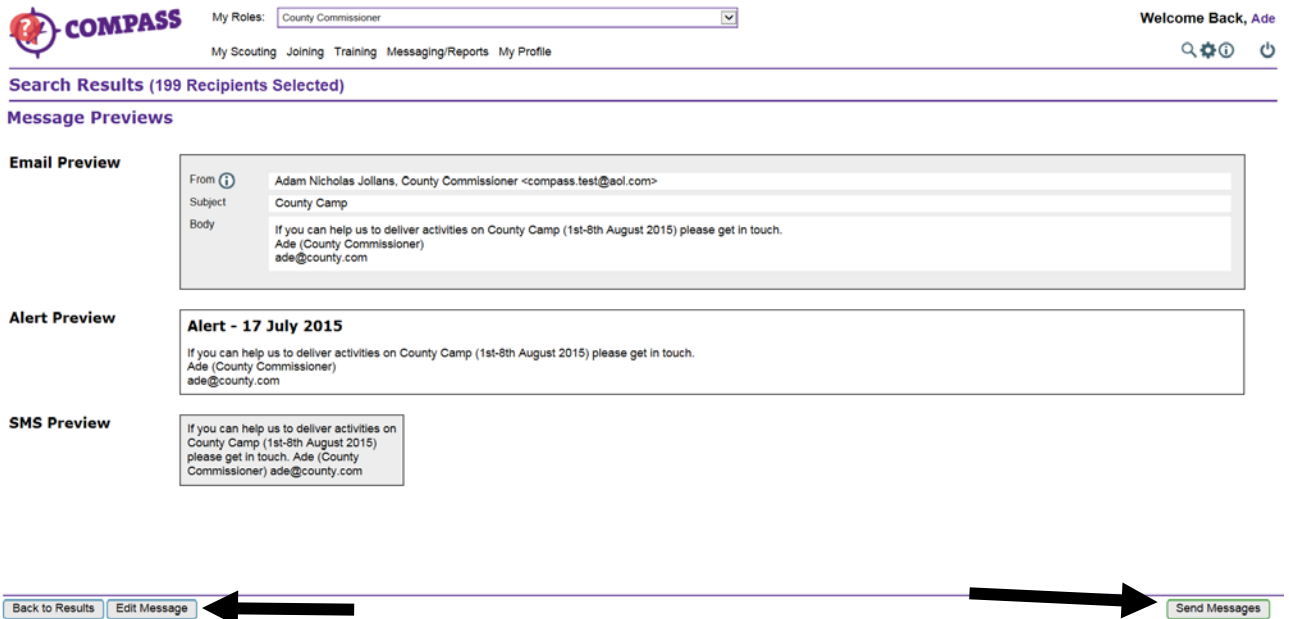 COMPASS
My Roles: County Commissioner
Welcome Back, Ade
My Scouting Joining Training Messaging/Reports My Profile
Search Results (199 Recipients Selected)
Message Previews
Email Preview
From Adam Nicholas Jollans, County Commissioner <compass.test@aol.com>
Subject County Camp
Body If you can help us to deliver activities on County Camp (1st-8th August 2015) please get in touch.
Ade (County Commissioner)
ade@county.com
Alert Preview
Alert - 17 July 2015
If you can help us to deliver activities on County Camp (1st-8th August 2015) please get in touch.
Ade (County Commissioner)
ade@county.com
SMS Preview
If you can help us to deliver activities on
County Camp (1st-8th August 2015)
please get in touch. Ade (County
Commissioner) ade@county.com
Back to Results Edit Message Send Messages